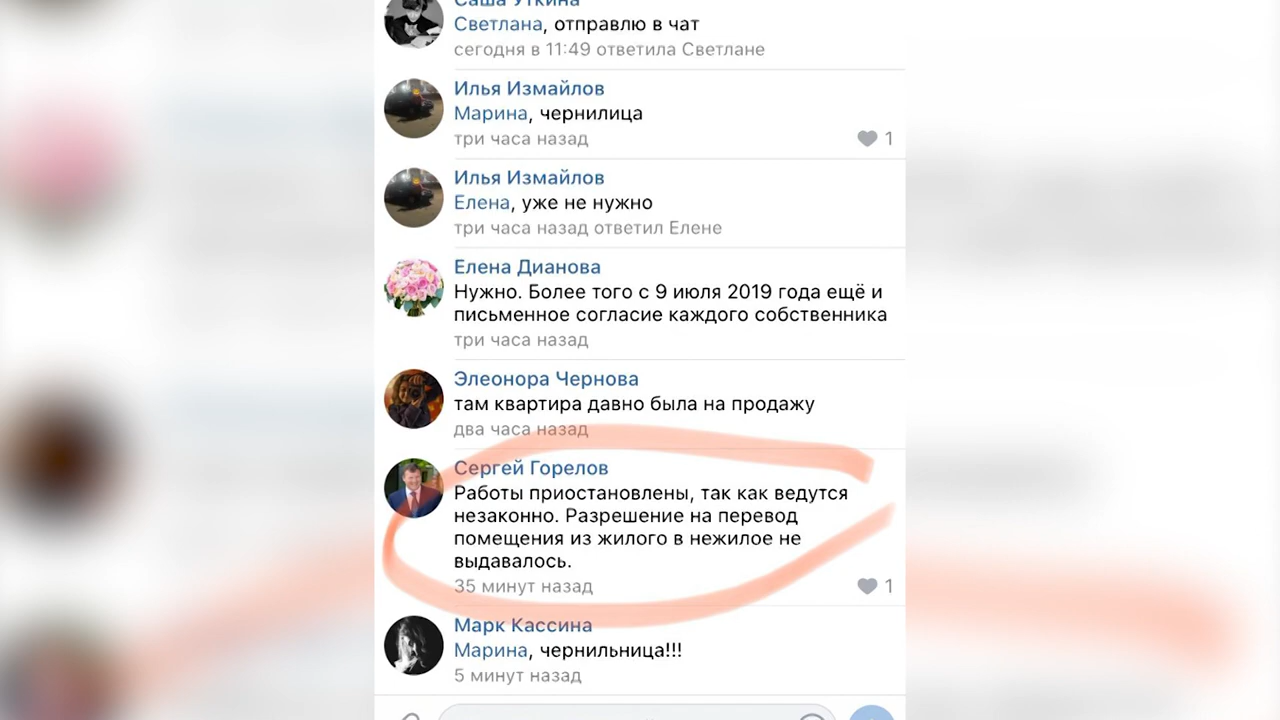 Саша Уткина
Светлана, отправлю в чат
сегодня в 11:49 ответила Светлане
Илья Измайлов
Марина, чернилица
три часа назад
1
Илья Измайлов
Елена, уже не нужно
три часа назад ответил Елене
Елена Дианова
Нужно. Более того с 9 июля 2019 года ещё и
письменное согласие каждого собственника
три часа назад
Элеонора Чернова
там квартира давно была на продажу
два часа назад
Сергей Горелов
Работы приостановлены, так как ведутся
незаконно. Разрешение на перевод
помещения из жилого в нежилое не
выдавалось.
35 минут назад
1
Марк Кассина
Марина, чернильница!!!
5 минут назад